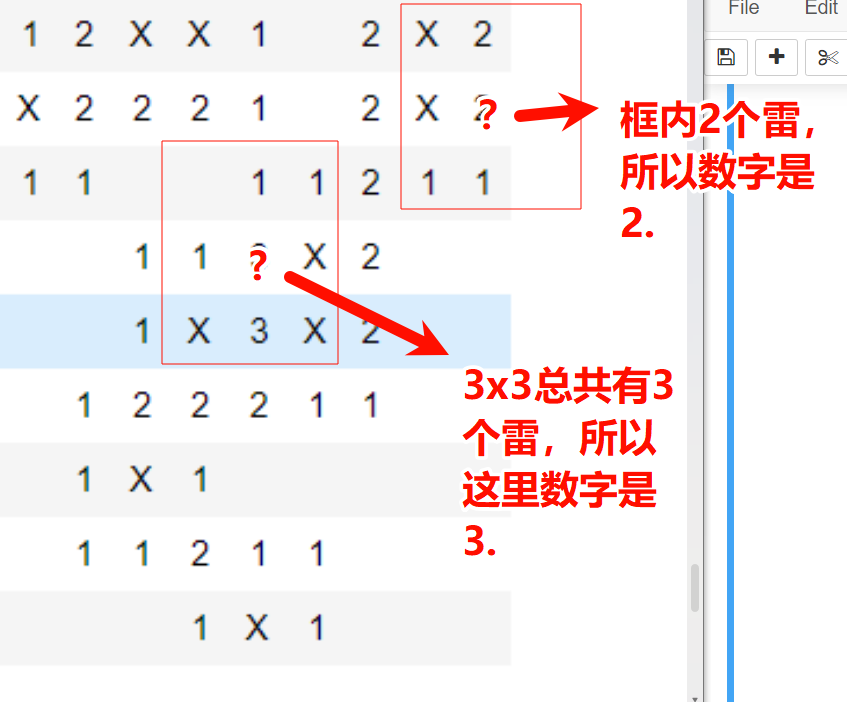 File Edit
1 2 X X 1 2 X 2
X 2 2 2 1 2 X ?
框内2个雷，
所以数字是
2.
1 1 1 1 2 1 1
1 1 ? X 2
1 X 3 X 2
3x3总共有3
个雷，所以
这里数字是
3.
1 2 2 2 1 1
1 X 1
1 1 2 1 1
1 X 1